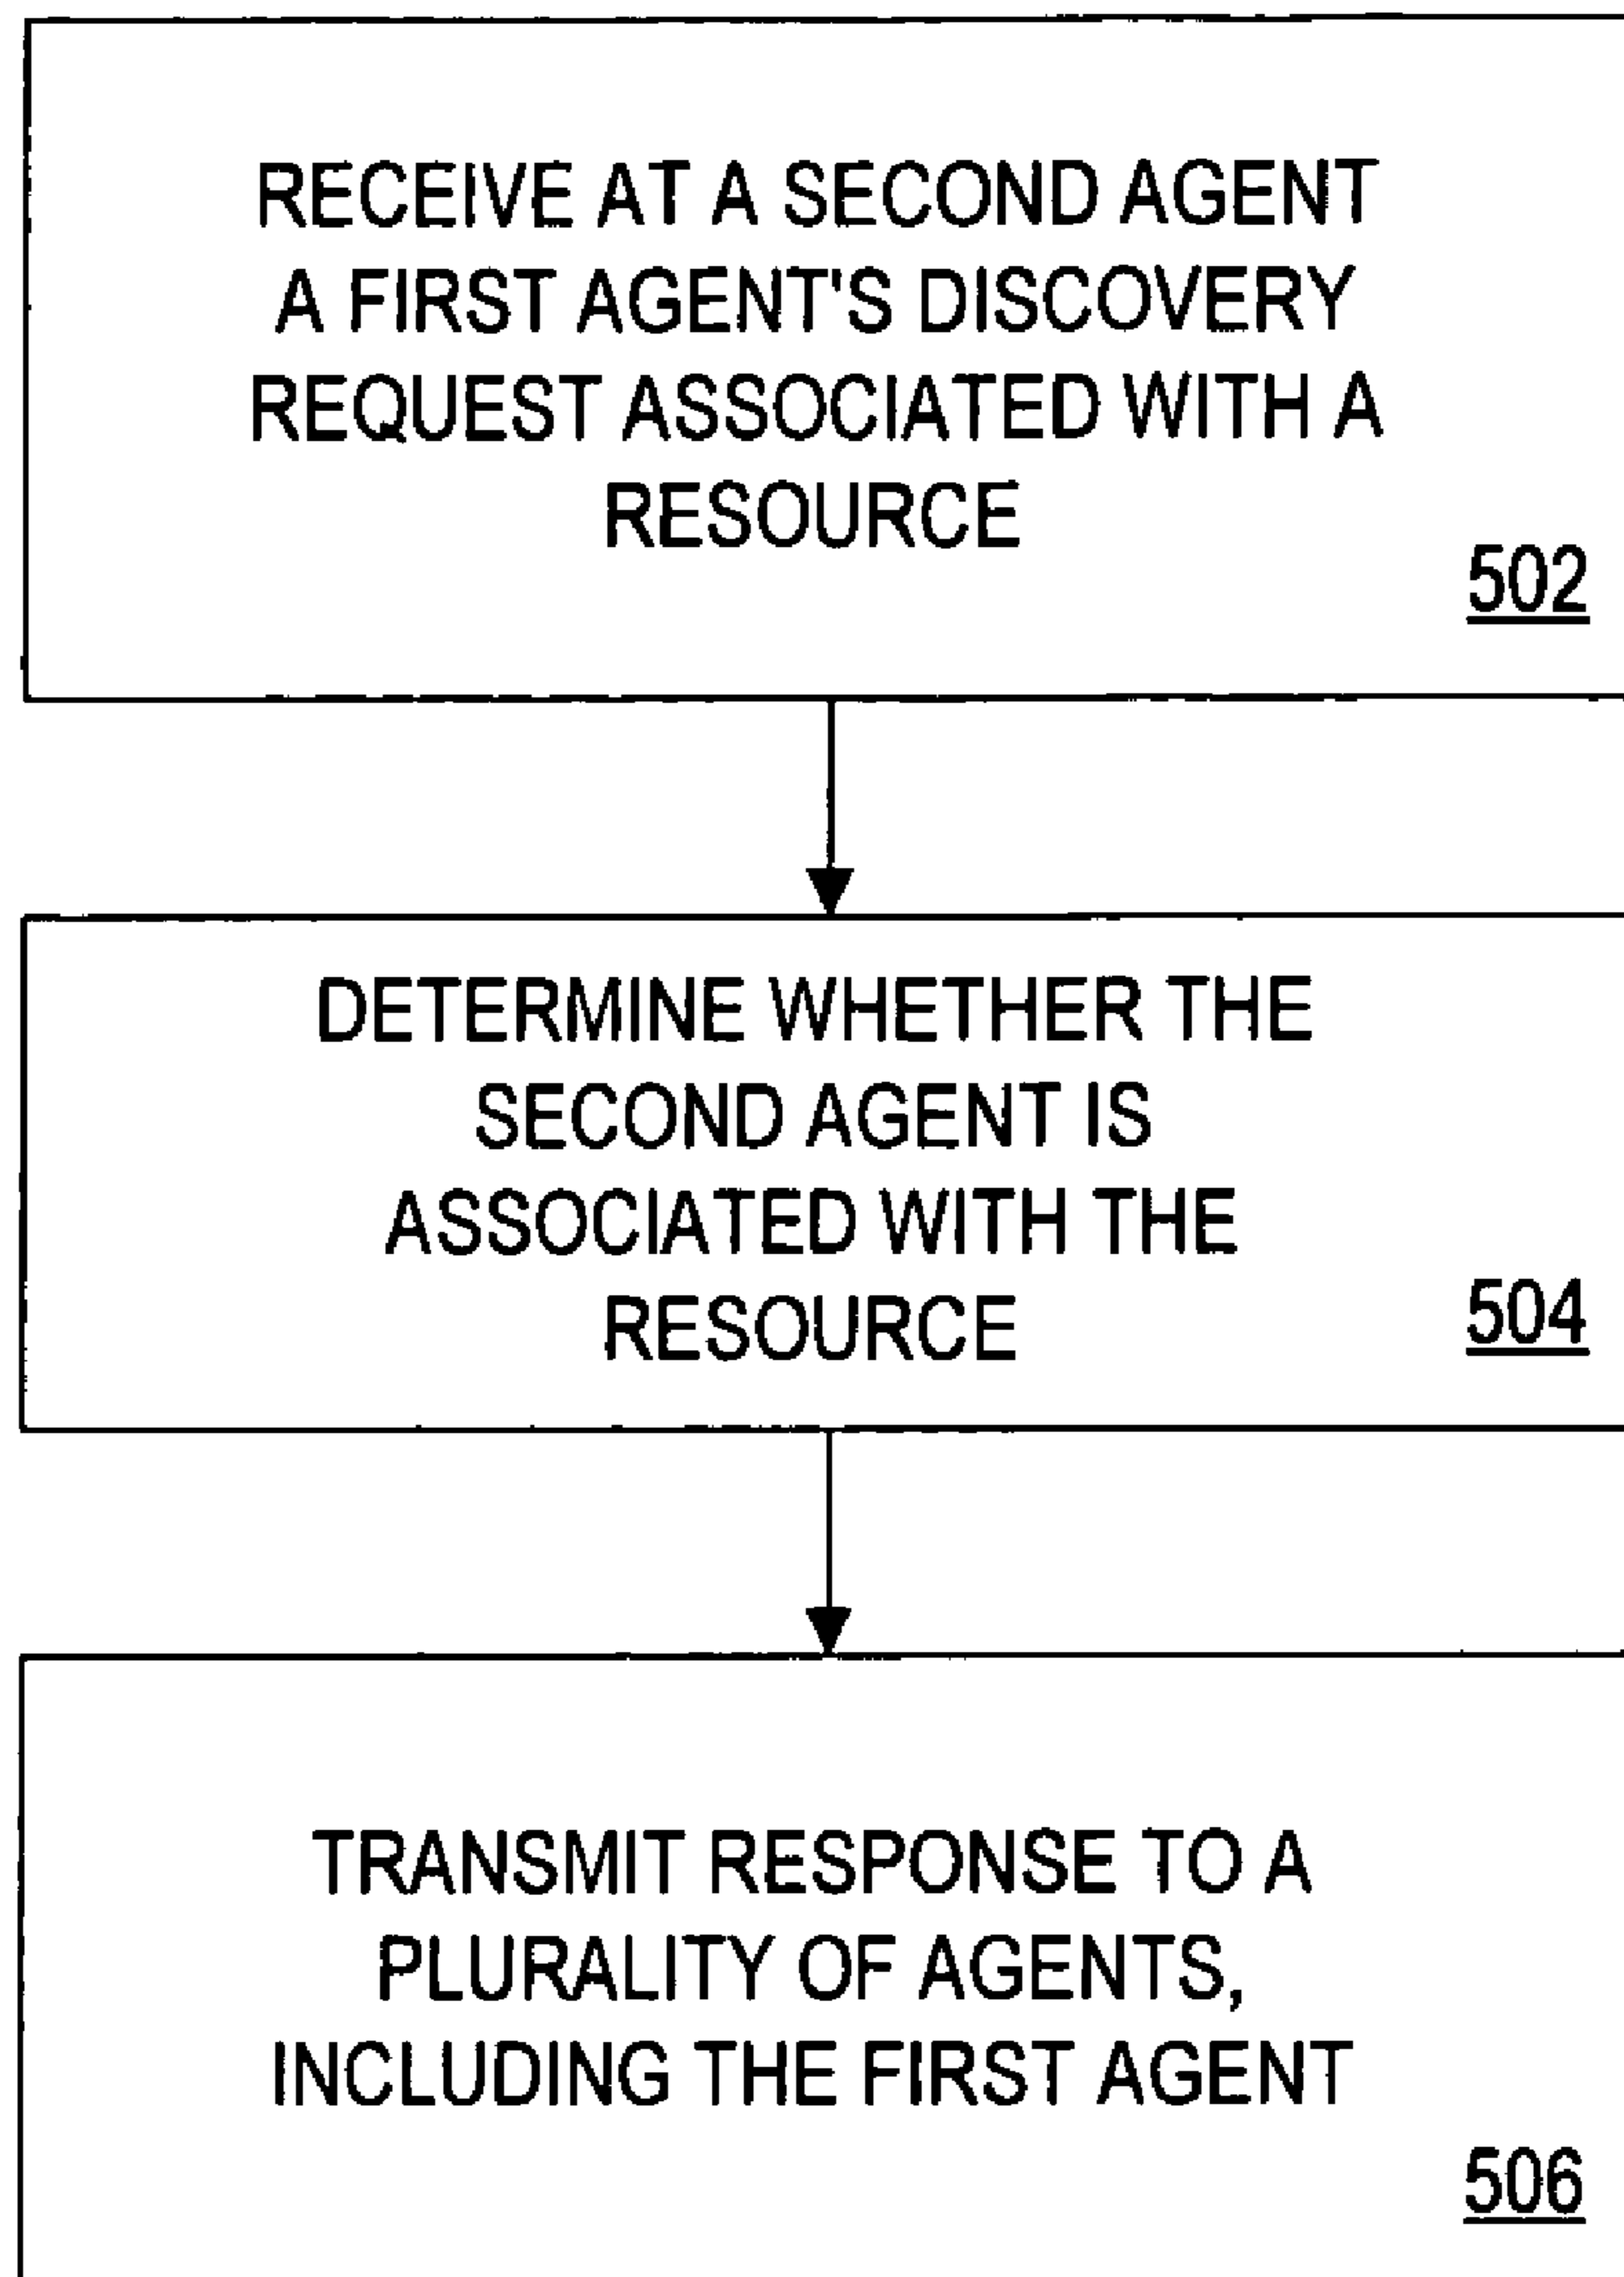 RECEIVE AT A SECOND AGENT
A FIRST AGENT'S DISCOVERY
REQUEST ASSOCIATED WITH A
RESOURCE
502
DETERMINE WHETHER THE
SECOND AGENT IS
ASSOCIATED WITH THE
RESOURCE
504
TRANSMIT RESPONSE TO A
PLURALITY OF AGENTS,
INCLUDING THE FIRST AGENT
506